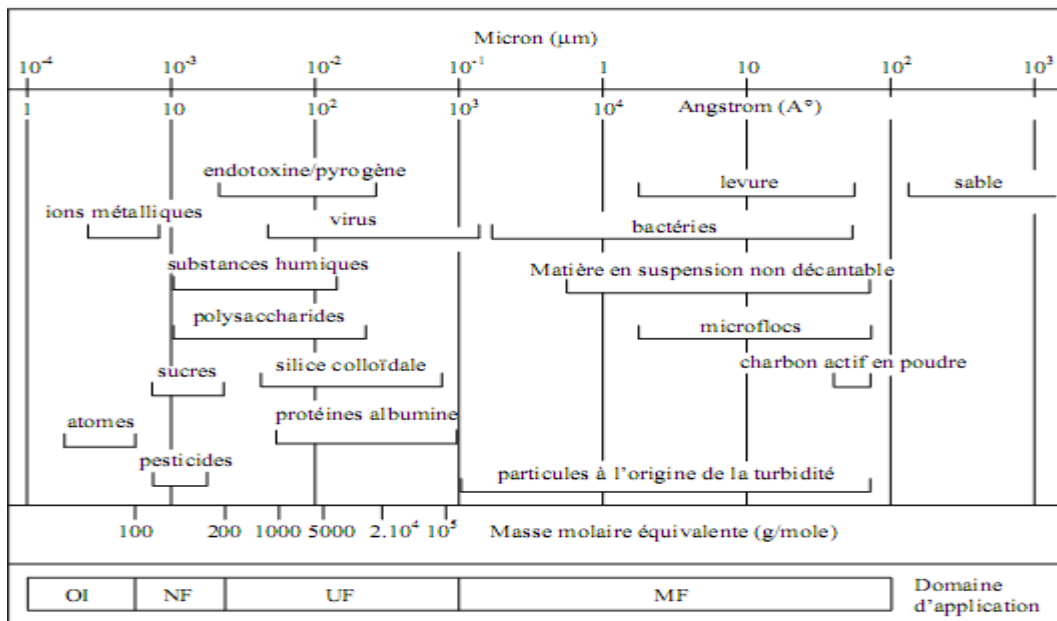 Micron (µm)
10⁻⁴ 10⁻³ 10⁻² 10⁻¹ 1 10 10² 10³
1 10 10² 10³ 10⁴ Angstrom (A°)
endotoxine/pyrogène levure sable
ions métalliques virus bactéries
substances humiques Matière en suspension non décantable
polysaccharides microflocs
sucres silice colloïdale charbon actif en poudre
atomes protéines albumine
pesticides particules à l'origine de la turbidité
100 200 1000 5000 2.10⁴ 10⁵ Masse molaire équivalente (g/mole)
OI NF UF MF Domaine
d'application